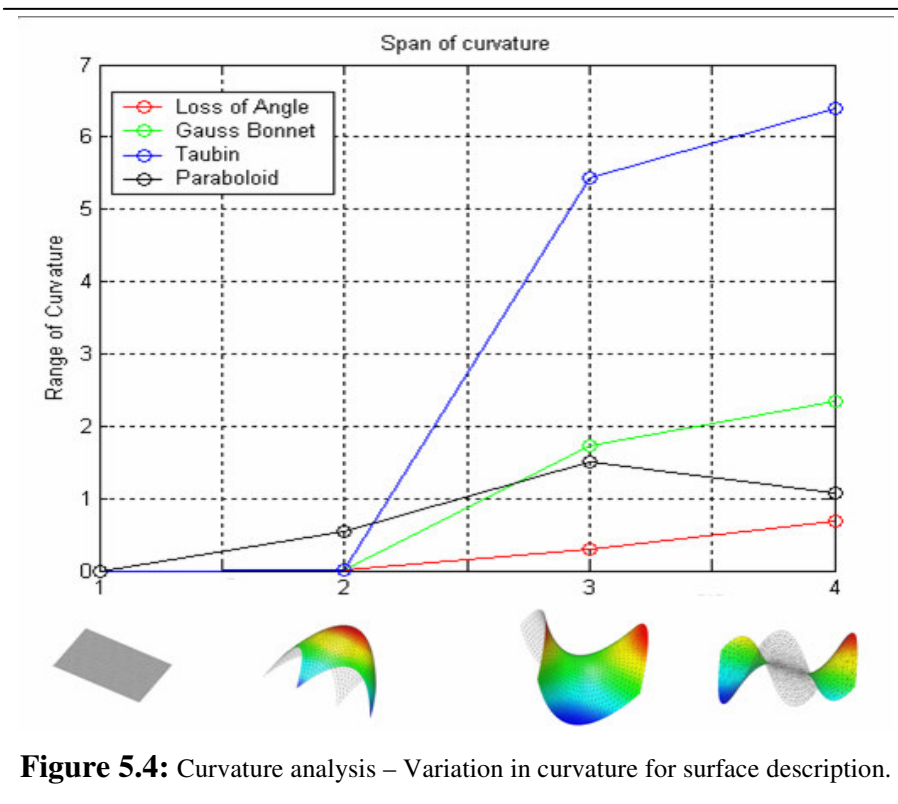 Span of curvature
7
6
5
4
3
2
1
0
Range of Curvature
Loss of Angle
Gauss Bonnet
Taubin
Paraboloid
1 2 3 4
Figure 5.4: Curvature analysis – Variation in curvature for surface description.